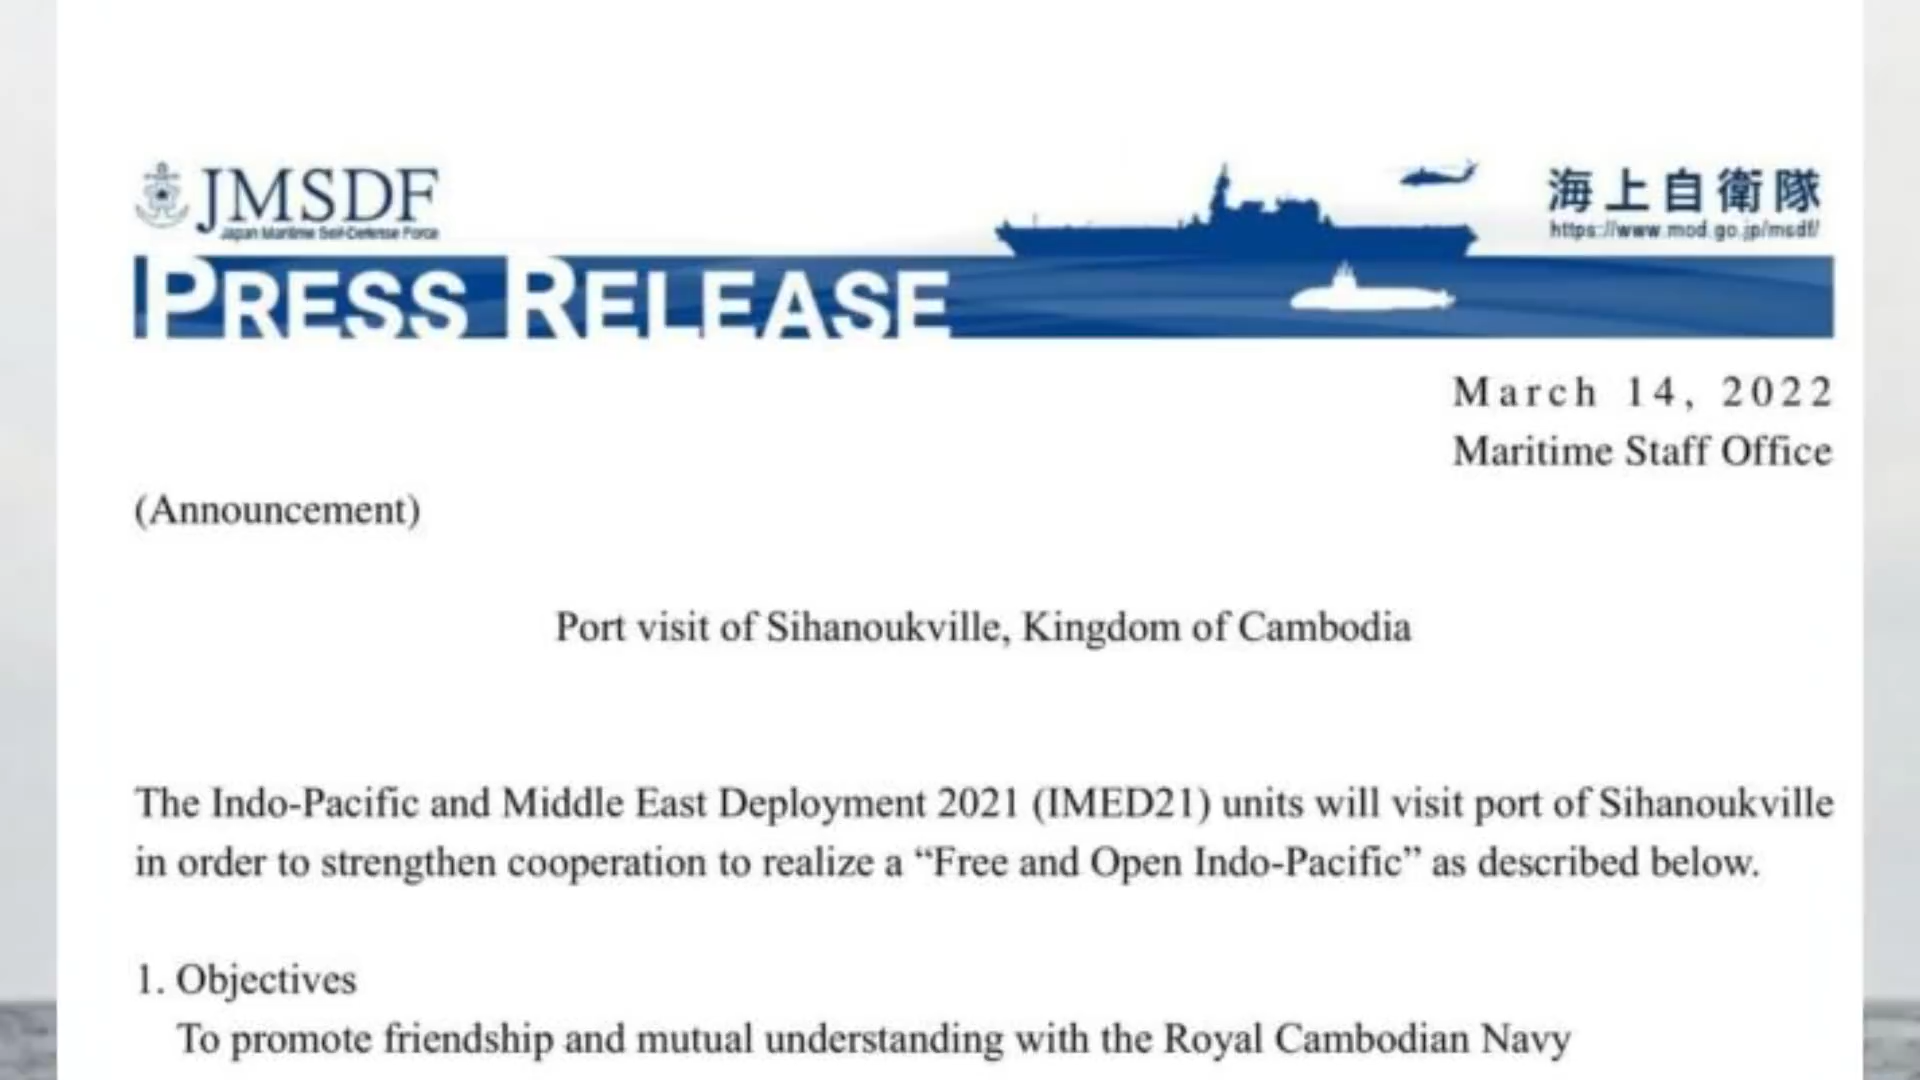 JMSDF
Japan Maritime Self-Defense Force
海上自衛隊
https://www.mod.go.jp/msdf/
PRESS RELEASE
March 14, 2022
Maritime Staff Office
(Announcement)
Port visit of Sihanoukville, Kingdom of Cambodia
The Indo-Pacific and Middle East Deployment 2021 (IMED21) units will visit port of Sihanoukville
in order to strengthen cooperation to realize a “Free and Open Indo-Pacific” as described below.
1. Objectives
To promote friendship and mutual understanding with the Royal Cambodian Navy